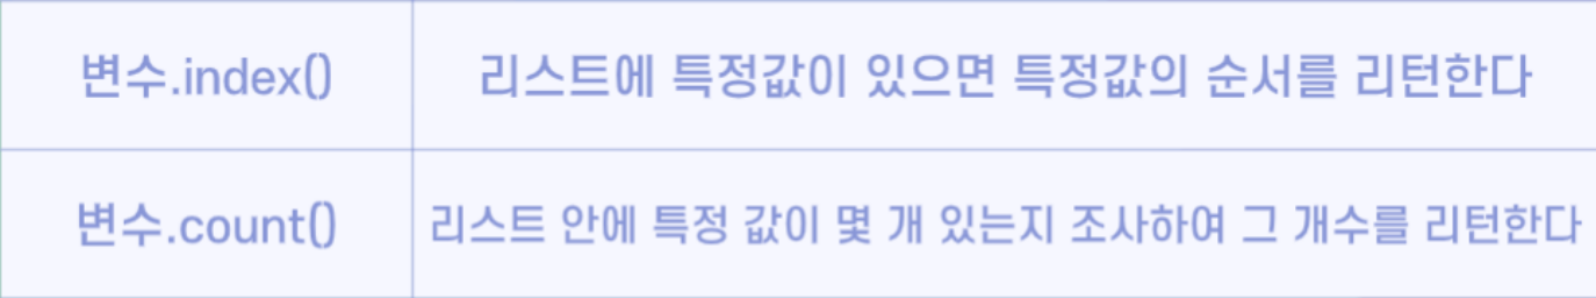 변수.index()
리스트에 특정값이 있으면 특정값의 순서를 리턴한다
변수.count()
리스트 안에 특정 값이 몇 개 있는지 조사하여 그 개수를 리턴한다